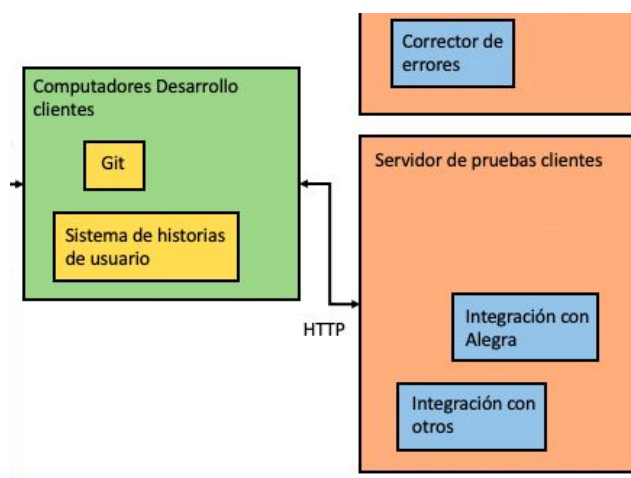 Corrector de
errores
Computadores Desarrollo
clientes
Git
Sistema de historias
de usuario
Servidor de pruebas clientes
HTTP
Integración con
Alegra
Integración con
otros